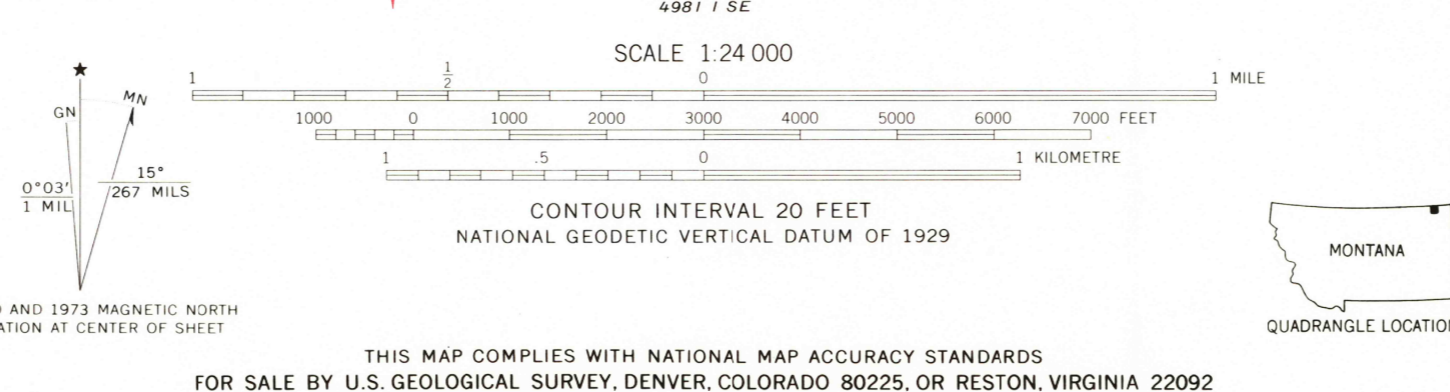 4981 I SE
SCALE 1:24 000
1 1/2 0 1 MILE
1000 0 1000 2000 3000 4000 5000 6000 7000 FEET
1 .5 0 1 KILOMETRE
CONTOUR INTERVAL 20 FEET
NATIONAL GEODETIC VERTICAL DATUM OF 1929
★
GN
MN
0°03′
1 MIL
15°
267 MILS
AND 1973 MAGNETIC NORTH
ATION AT CENTER OF SHEET
MONTANA
QUADRANGLE LOCATION
THIS MAP COMPLIES WITH NATIONAL MAP ACCURACY STANDARDS
FOR SALE BY U.S. GEOLOGICAL SURVEY, DENVER, COLORADO 80225, OR RESTON, VIRGINIA 22092